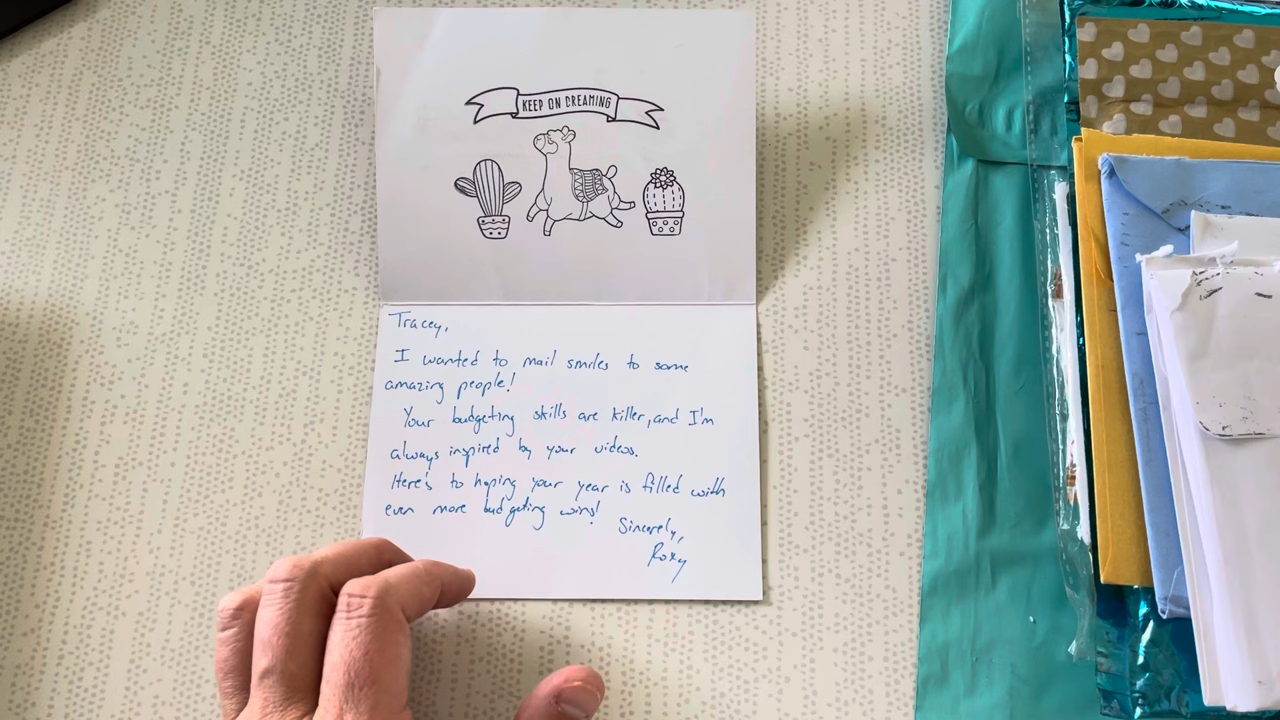 KEEP ON DREAMING
Tracey,
I wanted to mail smiles to some
amazing people!
Your budgeting skills are killer, and I'm
always inspired by your videos.
Here's to hoping your year is filled with
even more budgeting wins!
Sincerely,
Roxy